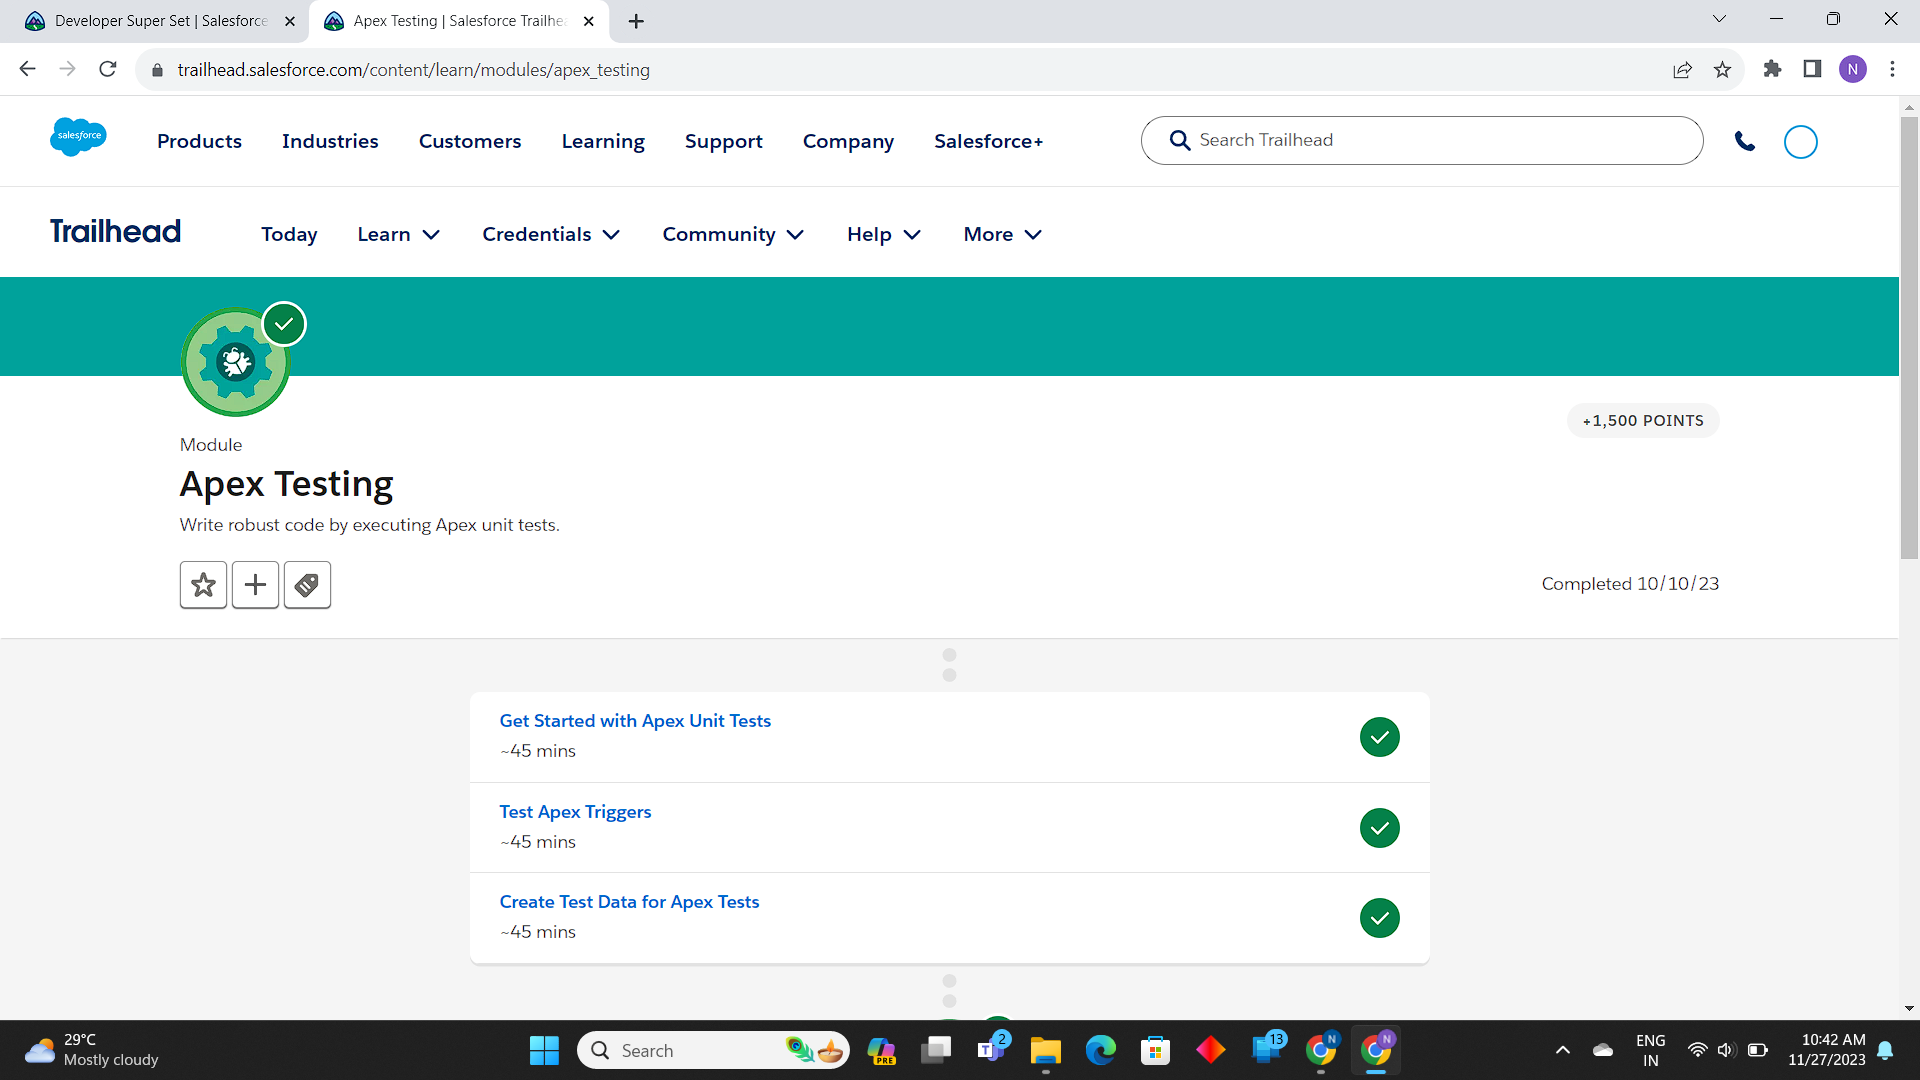 Developer Super Set | Salesforce
Apex Testing | Salesforce Trailhe
trailhead.salesforce.com/content/learn/modules/apex_testing
N
salesforce
Products
Industries
Customers
Learning
Support
Company
Salesforce+
Search Trailhead
Trailhead
Today
Learn
Credentials
Community
Help
More
+1,500 POINTS
Module
Apex Testing
Write robust code by executing Apex unit tests.
Completed 10/10/23
Get Started with Apex Unit Tests
~45 mins
Test Apex Triggers
~45 mins
Create Test Data for Apex Tests
~45 mins
29°C
Mostly cloudy
Search
PRE
T
2
13
N
N
ENG
IN
10:42 AM
11/27/2023